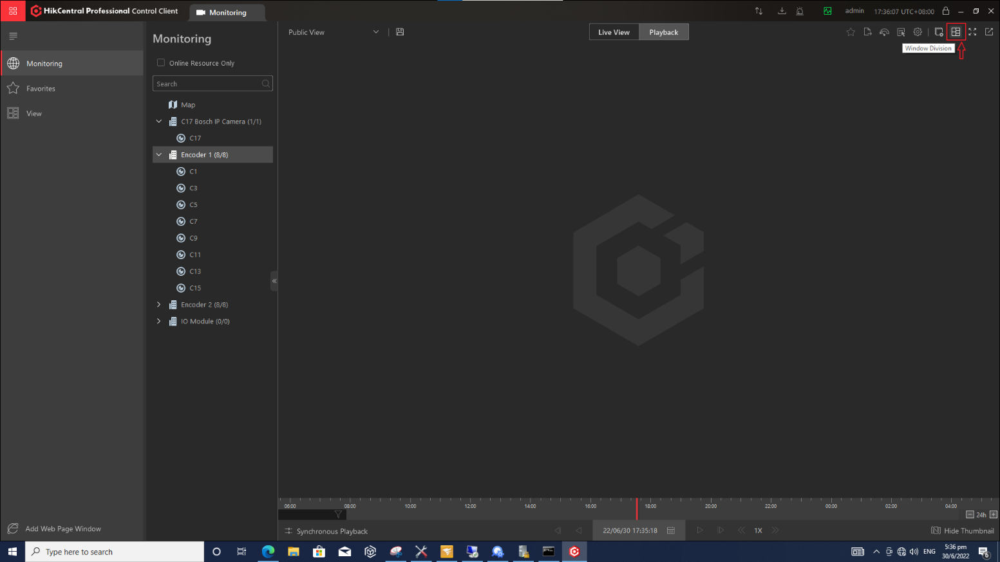 HikCentral Professional Control Client
Monitoring
admin
17:36:07 UTC+08:00
Monitoring
Favorites
View
Monitoring
Online Resource Only
Search
Map
C17 Bosch IP Camera (1/1)
C17
Encoder 1 (8/8)
C1
C3
C5
C7
C9
C11
C13
C15
Encoder 2 (8/8)
IO Module (0/0)
Public View
Live View
Playback
Window Division
06:00 08:00 10:00 12:00 14:00 16:00 18:00 20:00 22:00 00:00 02:00 04:00
24h
Add Web Page Window
Synchronous Playback
22/06/30 17:35:18
1X
Hide Thumbnail
Type here to search
ENG
5:36 pm
30/6/2022
6